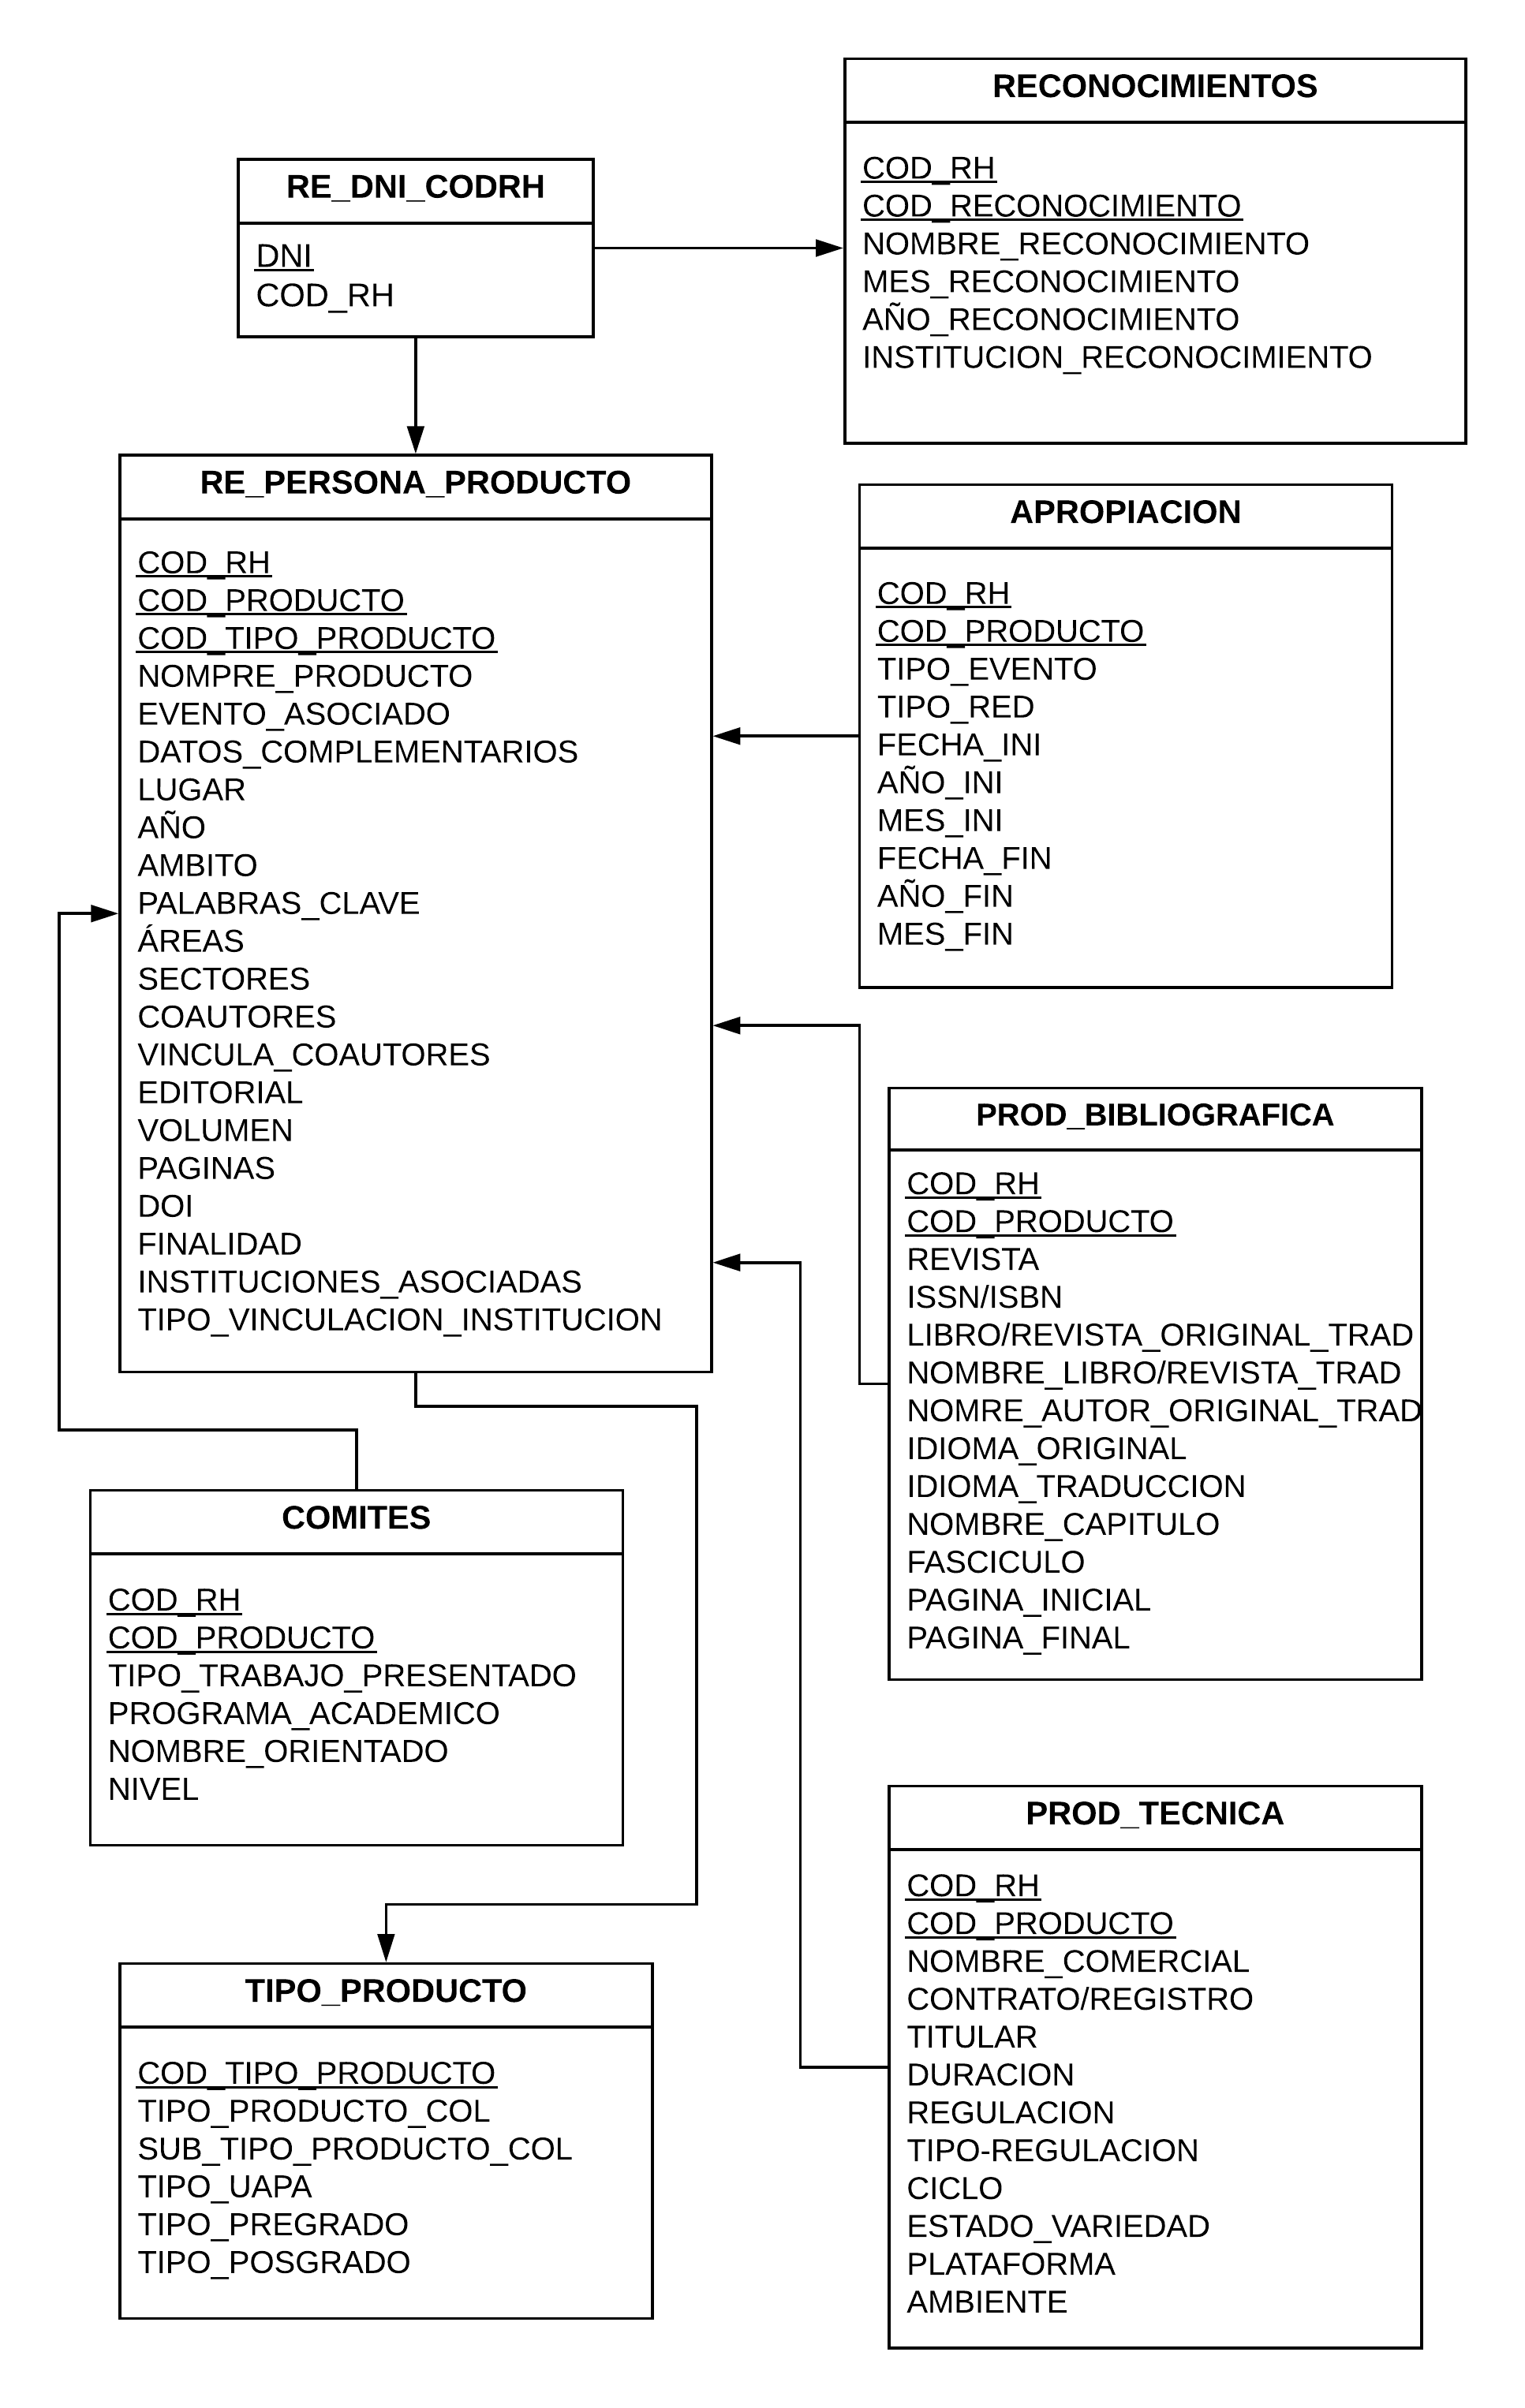 RECONOCIMIENTOS
COD_RH
COD_RECONOCIMIENTO
NOMBRE_RECONOCIMIENTO
MES_RECONOCIMIENTO
AÑO_RECONOCIMIENTO
INSTITUCION_RECONOCIMIENTO
RE_DNI_CODRH
DNI
COD_RH
RE_PERSONA_PRODUCTO
COD_RH
COD_PRODUCTO
COD_TIPO_PRODUCTO
NOMPRE_PRODUCTO
EVENTO_ASOCIADO
DATOS_COMPLEMENTARIOS
LUGAR
AÑO
AMBITO
PALABRAS_CLAVE
ÁREAS
SECTORES
COAUTORES
VINCULA_COAUTORES
EDITORIAL
VOLUMEN
PAGINAS
DOI
FINALIDAD
INSTITUCIONES_ASOCIADAS
TIPO_VINCULACION_INSTITUCION
APROPIACION
COD_RH
COD_PRODUCTO
TIPO_EVENTO
TIPO_RED
FECHA_INI
AÑO_INI
MES_INI
FECHA_FIN
AÑO_FIN
MES_FIN
PROD_BIBLIOGRAFICA
COD_RH
COD_PRODUCTO
REVISTA
ISSN/ISBN
LIBRO/REVISTA_ORIGINAL_TRAD
NOMBRE_LIBRO/REVISTA_TRAD
NOMRE_AUTOR_ORIGINAL_TRAD
IDIOMA_ORIGINAL
IDIOMA_TRADUCCION
NOMBRE_CAPITULO
FASCICULO
PAGINA_INICIAL
PAGINA_FINAL
COMITES
COD_RH
COD_PRODUCTO
TIPO_TRABAJO_PRESENTADO
PROGRAMA_ACADEMICO
NOMBRE_ORIENTADO
NIVEL
PROD_TECNICA
COD_RH
COD_PRODUCTO
NOMBRE_COMERCIAL
CONTRATO/REGISTRO
TITULAR
DURACION
REGULACION
TIPO-REGULACION
CICLO
ESTADO_VARIEDAD
PLATAFORMA
AMBIENTE
TIPO_PRODUCTO
COD_TIPO_PRODUCTO
TIPO_PRODUCTO_COL
SUB_TIPO_PRODUCTO_COL
TIPO_UAPA
TIPO_PREGRADO
TIPO_POSGRADO